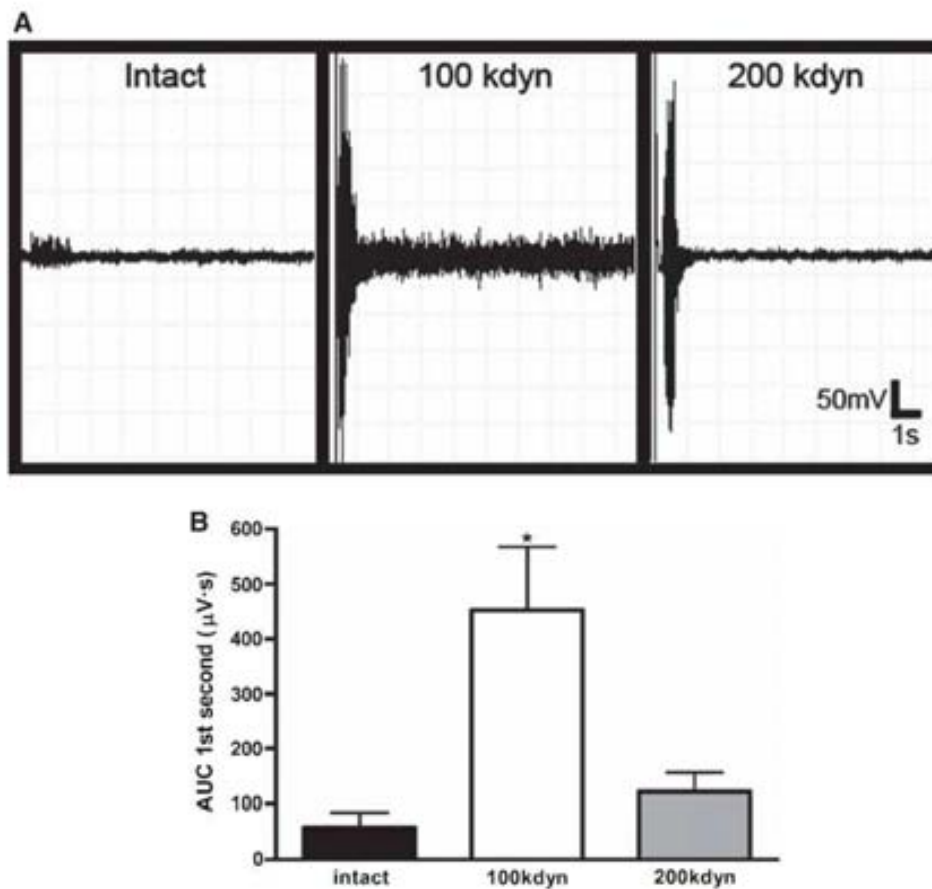 A
Intact
100 kdyn
200 kdyn
50mV
1s
B
AUC 1st second (µV·s)
600
500
400
300
200
100
0
*
intact
100kdyn
200kdyn